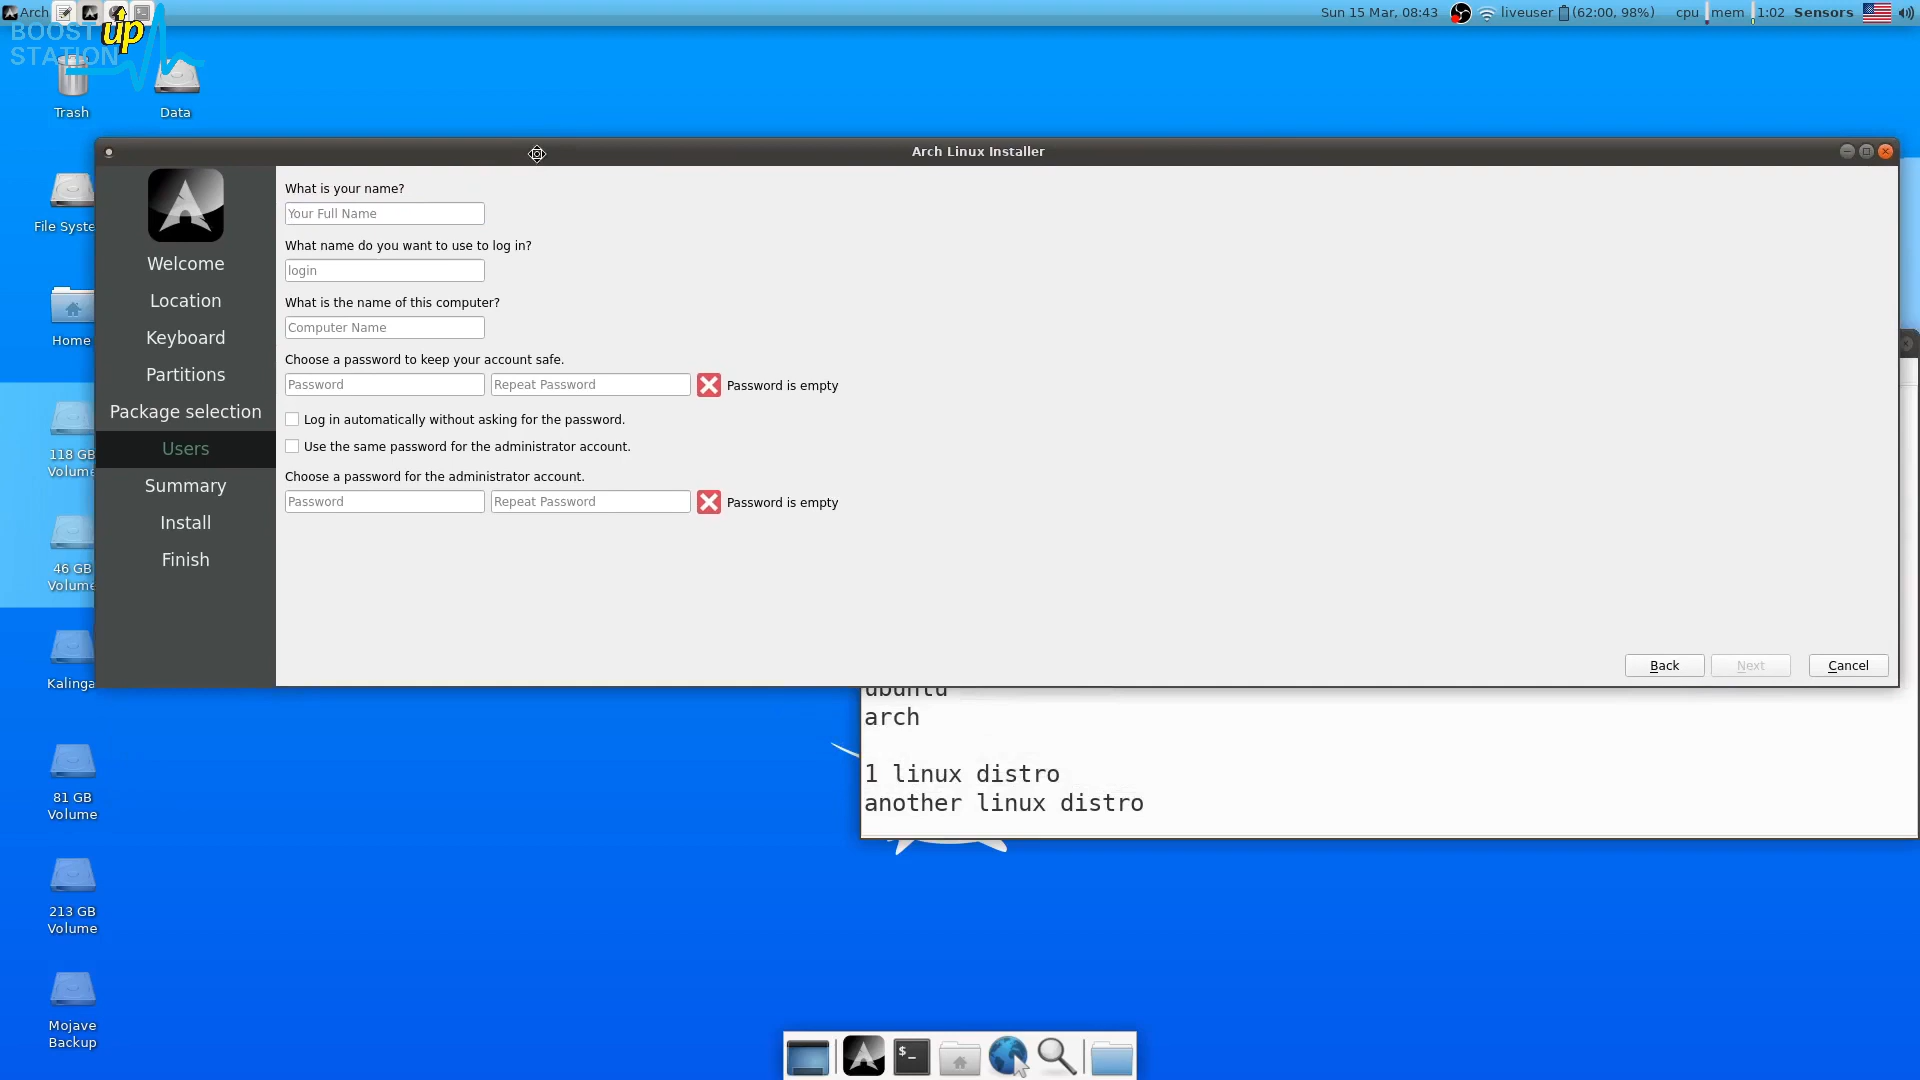 Arch
Sun 15 Mar, 08:43
liveuser
(62:00, 98%)
cpu
mem
1:02
Sensors
BOOST up
STATION
Trash
Data
File Syste
Home
118 GB
Volume
46 GB
Volume
Kalinga
81 GB
Volume
213 GB
Volume
Mojave
Backup
Arch Linux Installer
Welcome
Location
Keyboard
Partitions
Package selection
Users
Summary
Install
Finish
What is your name?
Your Full Name
What name do you want to use to log in?
login
What is the name of this computer?
Computer Name
Choose a password to keep your account safe.
Password
Repeat Password
Password is empty
Log in automatically without asking for the password.
Use the same password for the administrator account.
Choose a password for the administrator account.
Password
Repeat Password
Password is empty
Back
Next
Cancel
ubuntu
arch
1 linux distro
another linux distro